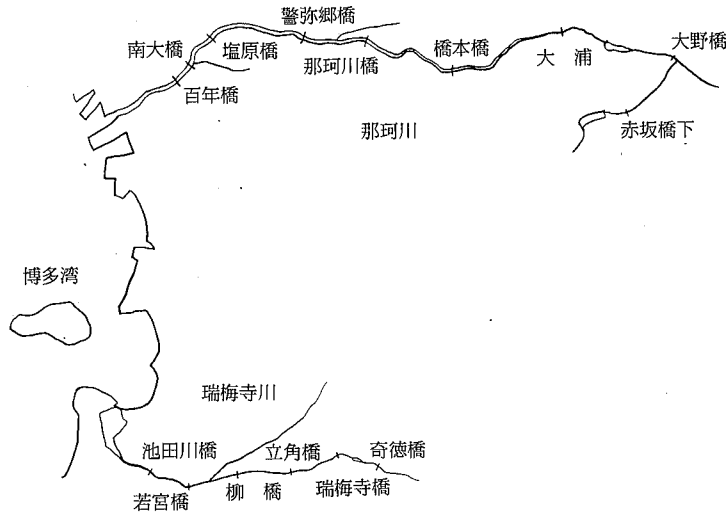 警弥郷橋
南大橋
塩原橋
那珂川橋
橋本橋
大浦
大野橋
百年橋
那珂川
赤坂橋下
博多湾
瑞梅寺川
池田川橋
立角橋
奇徳橋
若宮橋
柳橋
瑞梅寺橋